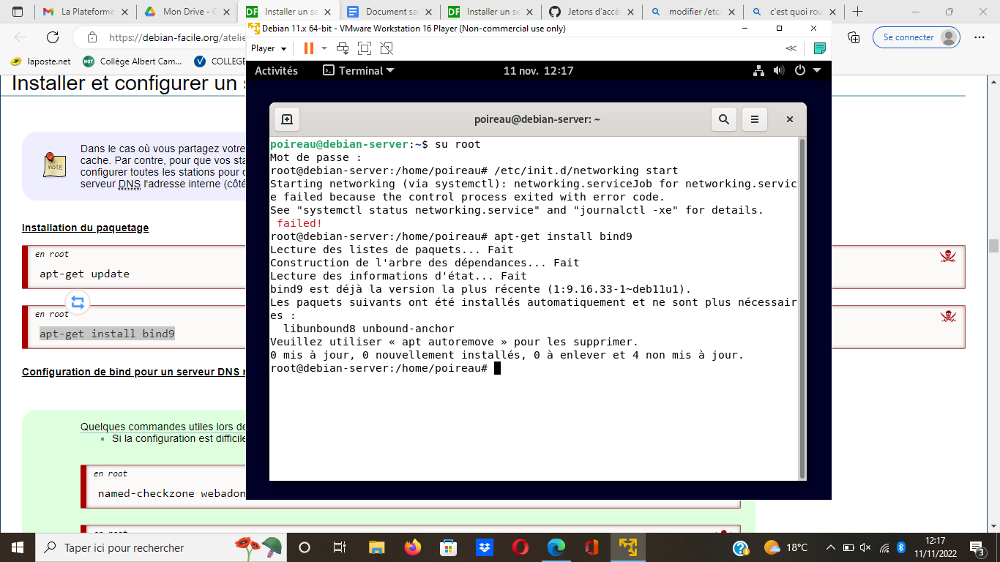 La Plateforme
Mon Drive - G
Installer un se
Document sa
Installer un se
Jetons d'accè
modifier /etc/
c'est quoi rou
Debian 11.x 64-bit - VMware Workstation 16 Player (Non-commercial use only)
https://debian-facile.org/atelie
Se connecter
Player
laposte.net
Collège Albert Cam...
COLLEGE
Activités
Terminal
11 nov. 12:17
Installer et configurer un s
poireau@debian-server: ~
Dans le cas où vous partagez votre
cache. Par contre, pour que vos sta
configurer toutes les stations pour
serveur DNS l'adresse interne (côté
note
Installation du paquetage
en root
apt-get update
en root
apt-get install bind9
Configuration de bind pour un serveur DNS
Quelques commandes utiles lors de
Si la configuration est difficile
en root
named-checkzone webadon
en root
poireau@debian-server:~$ su root
Mot de passe :
root@debian-server:/home/poireau# /etc/init.d/networking start
Starting networking (via systemctl): networking.serviceJob for networking.servic
e failed because the control process exited with error code.
See "systemctl status networking.service" and "journalctl -xe" for details.
failed!
root@debian-server:/home/poireau# apt-get install bind9
Lecture des listes de paquets... Fait
Construction de l'arbre des dépendances... Fait
Lecture des informations d'état... Fait
bind9 est déjà la version la plus récente (1:9.16.33-1~deb11u1).
Les paquets suivants ont été installés automatiquement et ne sont plus nécessair
es :
libunbound8 unbound-anchor
Veuillez utiliser « apt autoremove » pour les supprimer.
0 mis à jour, 0 nouvellement installés, 0 à enlever et 4 non mis à jour.
root@debian-server:/home/poireau#
Taper ici pour rechercher
18°C
12:17
11/11/2022
3